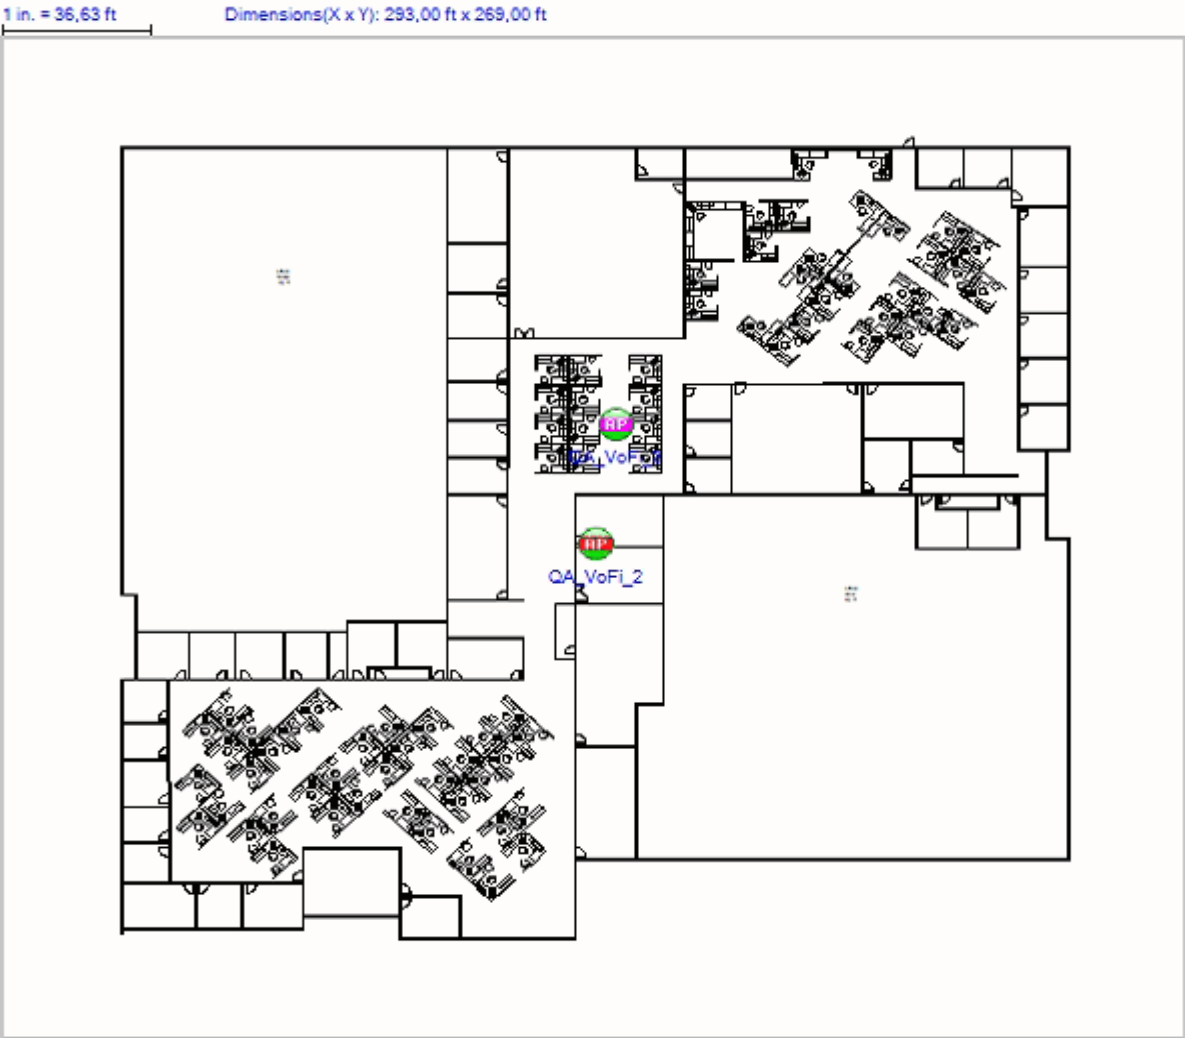 1 in. = 36,63 ft Dimensions(X x Y): 293,00 ft x 269,00 ft
AP
AP
QA_VoFi_2